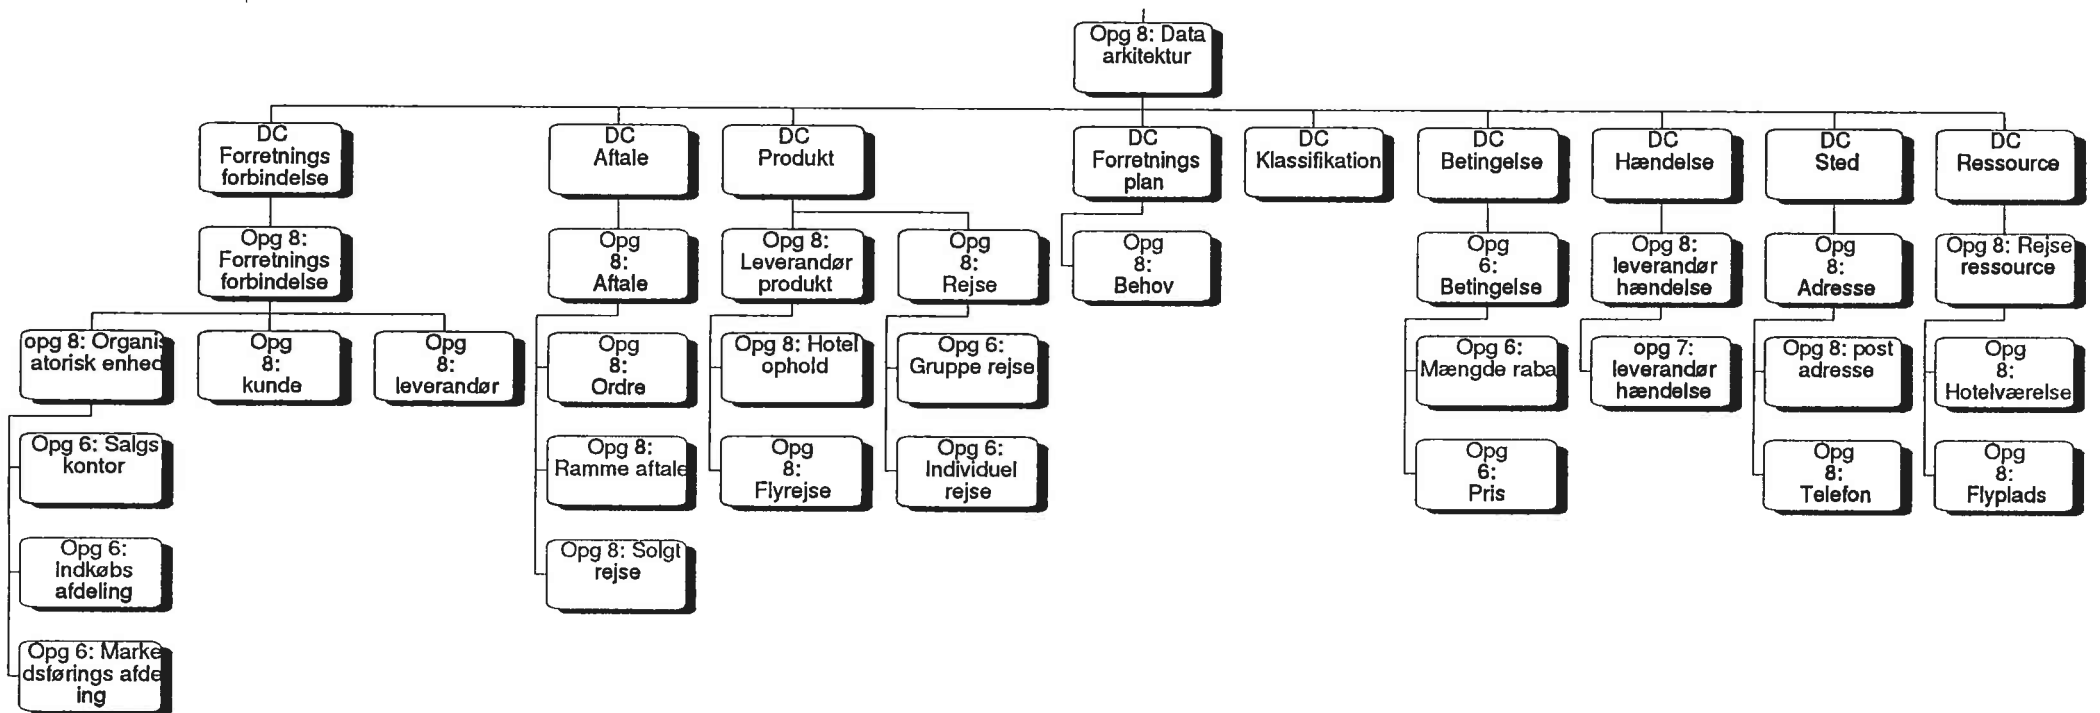 Opg 8: Data
arkitektur
DC
Forretnings
forbindelse
DC
Aftale
DC
Produkt
DC
Forretnings
plan
DC
Klassifikation
DC
Betingelse
DC
Hændelse
DC
Sted
DC
Ressource
Opg 8:
Forretnings
forbindelse
Opg
8:
Aftale
Opg 8:
Leverandør
produkt
Opg
8:
Rejse
Opg
8:
Behov
Opg
6:
Betingelse
Opg 8:
leverandør
hændelse
Opg
8:
Adresse
Opg 8: Rejse
ressource
opg 8: Organis
atorisk enhed
Opg
8:
kunde
Opg
8:
leverandør
Opg
8:
Ordre
Opg 8: Hotel
ophold
Opg 6:
Gruppe rejse
Opg 6:
Mængde raba
opg 7:
leverandør
hændelse
Opg 8: post
adresse
Opg
8:
Hotelværelse
Opg 6: Salgs
kontor
Opg 8:
Ramme aftale
Opg
8:
Flyrejse
Opg 6:
Individuel
rejse
Opg
6:
Pris
Opg
8:
Telefon
Opg
8:
Flyplads
Opg 6:
Indkøbs
afdeling
Opg 8: Solgt
rejse
Opg 6: Marke
dsførings afde
ing